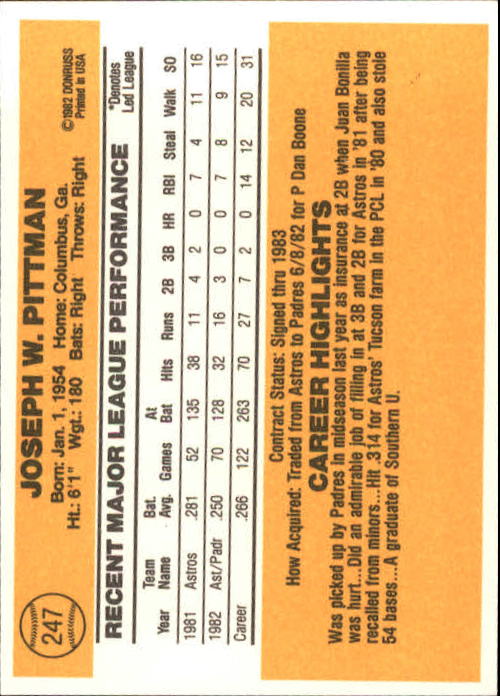 247
JOSEPH W. PITTMAN
Born: Jan. 1, 1954 Home: Columbus, Ga.
Ht.: 6'1" Wgt.: 180 Bats: Right Throws: Right
©1982 DONRUSS
Printed in USA
RECENT MAJOR LEAGUE PERFORMANCE
*Denotes
Led League
Year Team Name Bat. Avg. Games At Bat Hits Runs 2B 3B HR RBI Steal Walk SO
1981 Astros .281 52 135 38 11 4 2 0 7 4 11 16
1982 Ast/Padr .250 70 128 32 16 3 0 0 7 8 9 15
Career .266 122 263 70 27 7 2 0 14 12 20 31
Contract Status: Signed thru 1983
How Acquired: Traded from Astros to Padres 6/8/82 for P Dan Boone
CAREER HIGHLIGHTS
Was picked up by Padres in midseason last year as insurance at 2B when Juan Bonilla
was hurt...Did an admirable job of filling in at 3B and 2B for Astros in '81 after being
recalled from minors...Hit .314 for Astros' Tucson farm in the PCL in '80 and also stole
54 bases...A graduate of Southern U.